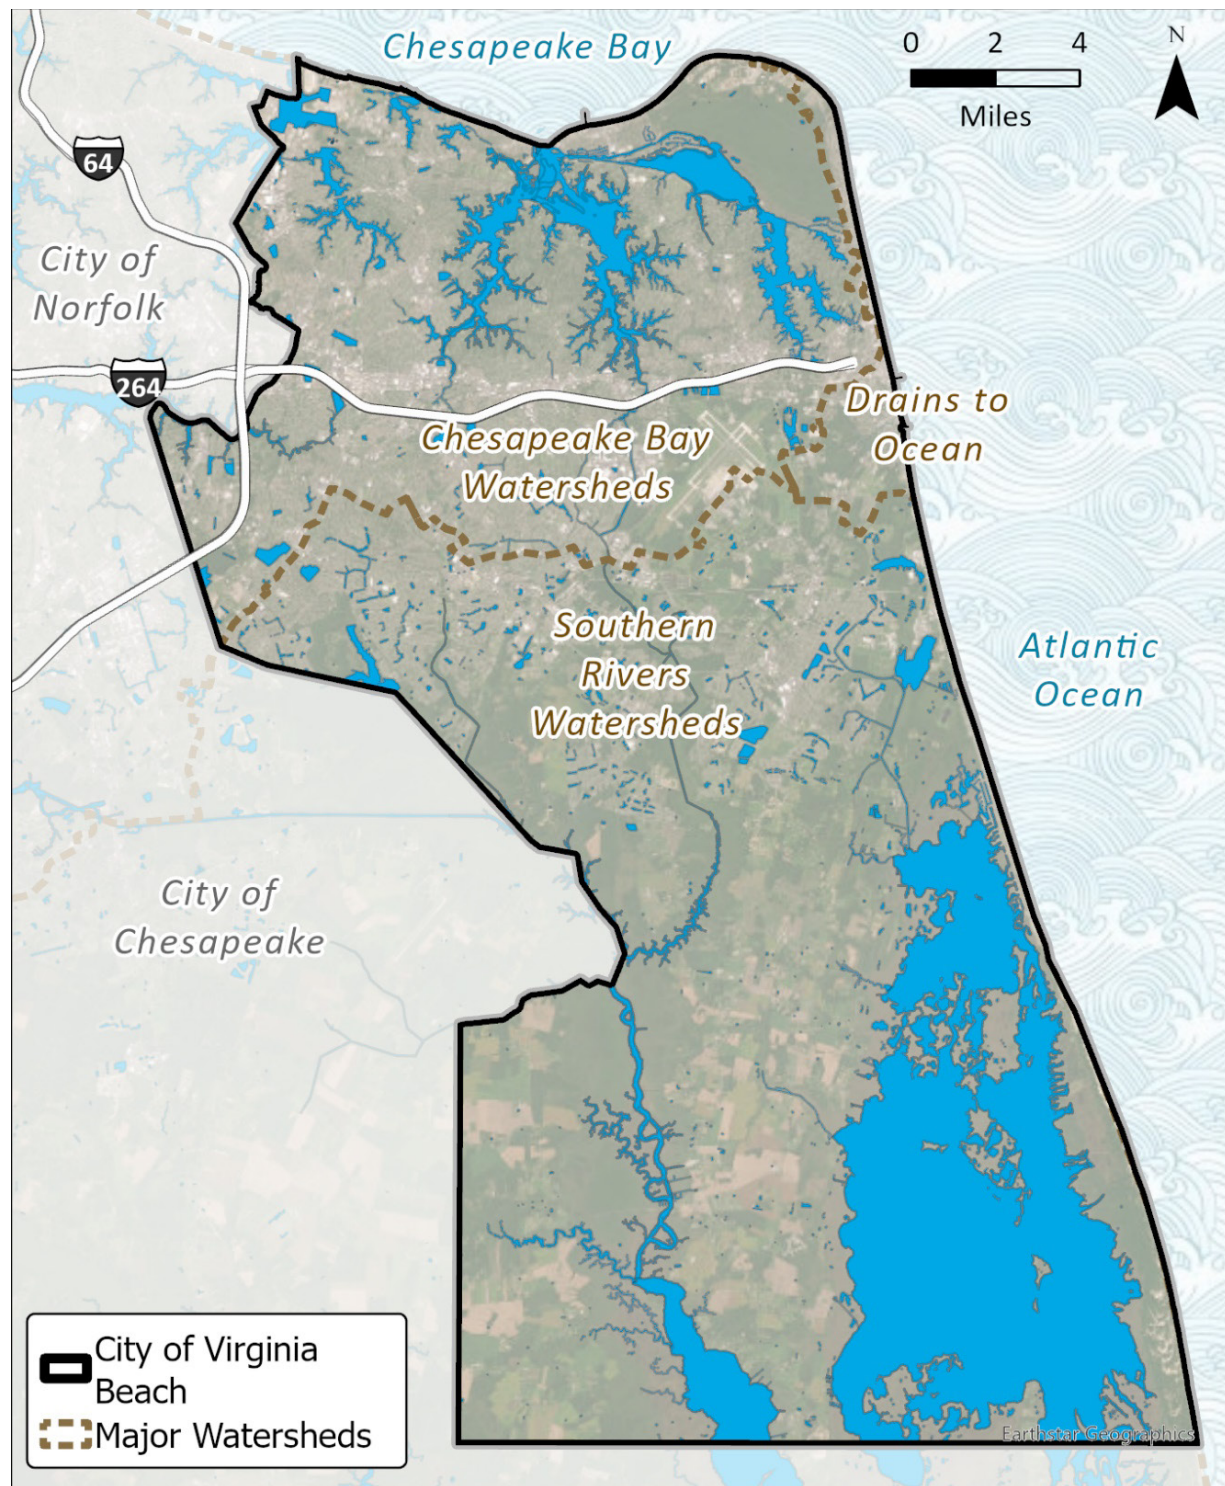 Chesapeake Bay
0 2 4
Miles
N
64
City of
Norfolk
264
Drains to
Ocean
Chesapeake Bay
Watersheds
Southern
Rivers
Watersheds
Atlantic
Ocean
City of
Chesapeake
City of Virginia
Beach
Major Watersheds
Earthstar Geographics